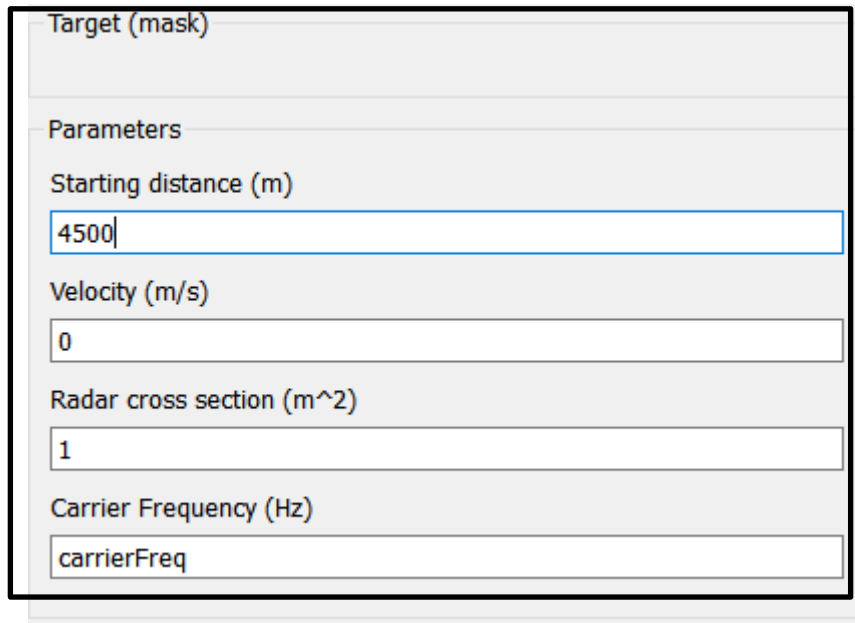 Target (mask)
Parameters
Starting distance (m)
4500
Velocity (m/s)
0
Radar cross section (m^2)
1
Carrier Frequency (Hz)
carrierFreq